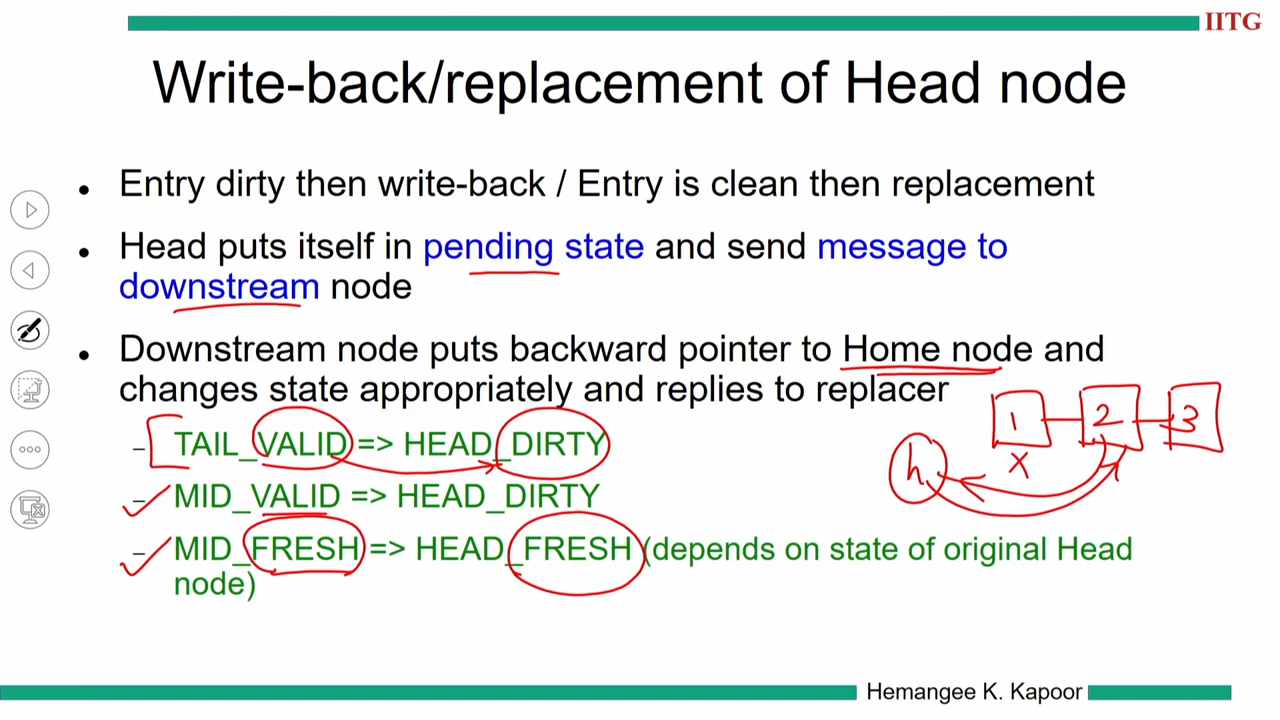 IITG
Write-back/replacement of Head node
• Entry dirty then write-back / Entry is clean then replacement
• Head puts itself in pending state and send message to
downstream node
• Downstream node puts backward pointer to Home node and
changes state appropriately and replies to replacer
– TAIL_VALID => HEAD_DIRTY
– MID_VALID => HEAD_DIRTY
– MID_FRESH => HEAD_FRESH (depends on state of original Head
node)
1 2 3
h X
Hemangee K. Kapoor